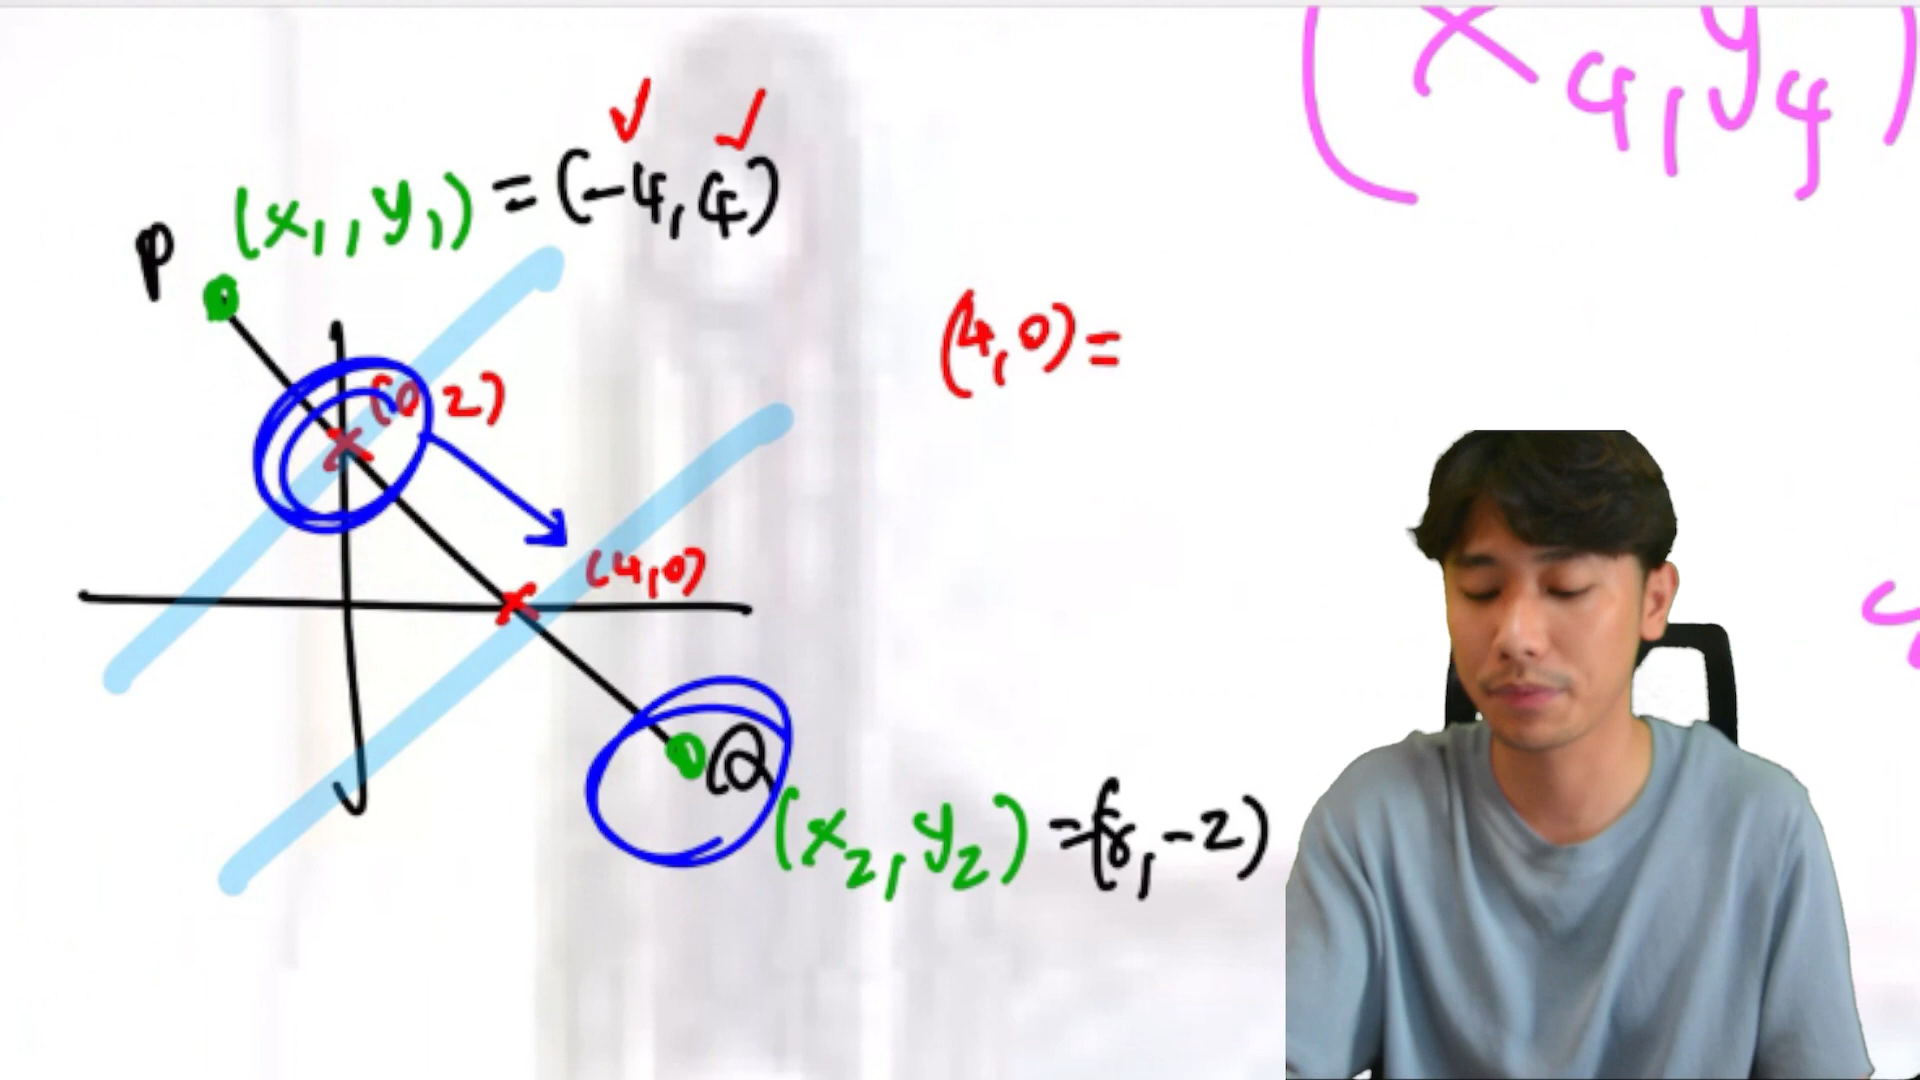 (x4, y4)
P (x1, y1) = (-4, 4)
(4, 0) =
(0, 2)
(4, 0)
Q
(x2, y2) = (8, -2)